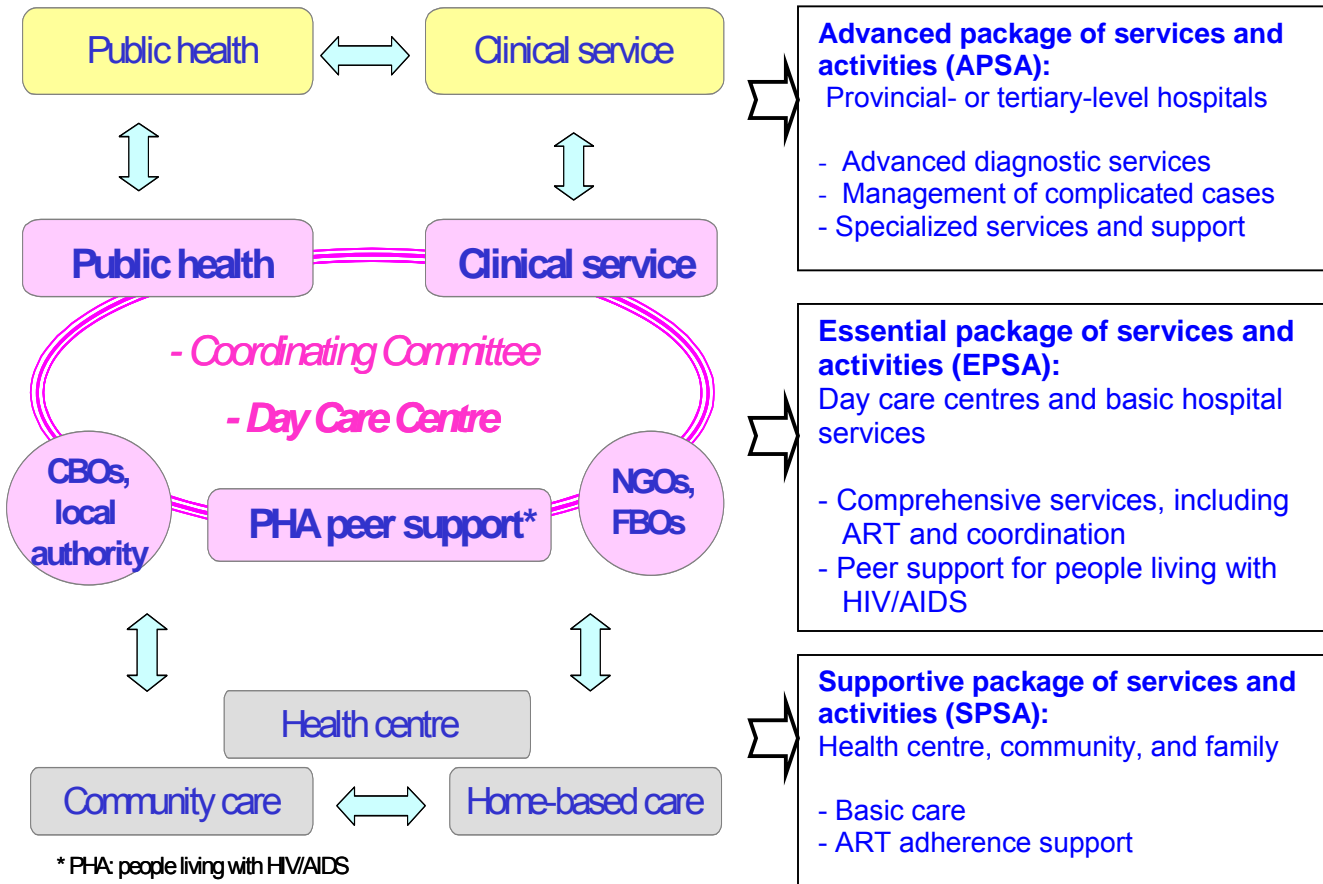 Public health
Clinical service
Advanced package of services and
activities (APSA):
Provincial- or tertiary-level hospitals
- Advanced diagnostic services
- Management of complicated cases
- Specialized services and support
Public health
Clinical service
- Coordinating Committee
- Day Care Centre
CBOs,
local
authority
PHA peer support*
NGOs,
FBOs
Essential package of services and
activities (EPSA):
Day care centres and basic hospital
services
- Comprehensive services, including
ART and coordination
- Peer support for people living with
HIV/AIDS
Health centre
Community care
Home-based care
* PHA: people living with HIV/AIDS
Supportive package of services and
activities (SPSA):
Health centre, community, and family
- Basic care
- ART adherence support